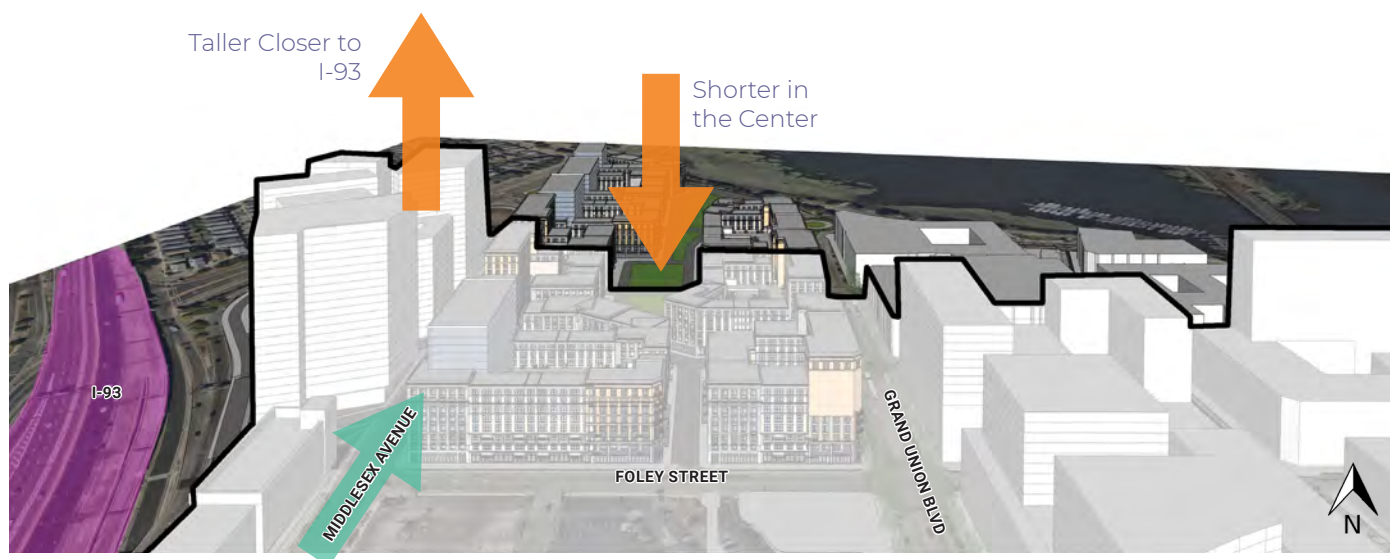 Taller Closer to
I-93
Shorter in
the Center
I-93
MIDDLESEX AVENUE
FOLEY STREET
GRAND UNION BLVD
N